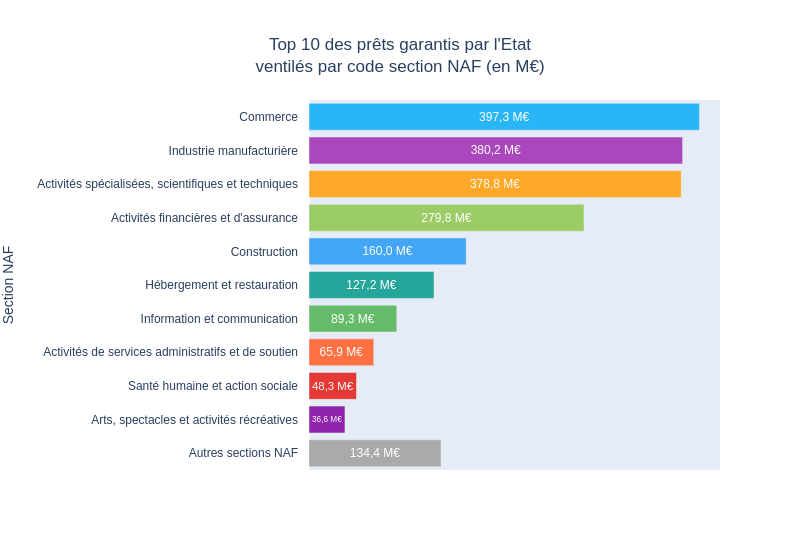 Top 10 des prêts garantis par l'Etat
ventilés par code section NAF (en M€)
Section NAF
Commerce 397,3 M€
Industrie manufacturière 380,2 M€
Activités spécialisées, scientifiques et techniques 378,8 M€
Activités financières et d'assurance 279,8 M€
Construction 160,0 M€
Hébergement et restauration 127,2 M€
Information et communication 89,3 M€
Activités de services administratifs et de soutien 65,9 M€
Santé humaine et action sociale 48,3 M€
Arts, spectacles et activités récréatives 36,6 M€
Autres sections NAF 134,4 M€